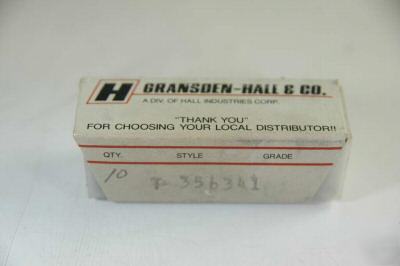 H GRANSDEN-HALL & CO.
A DIV. OF HALL INDUSTRIES CORP.
"THANK YOU"
FOR CHOOSING YOUR LOCAL DISTRIBUTOR!!
QTY. STYLE GRADE
10 356341